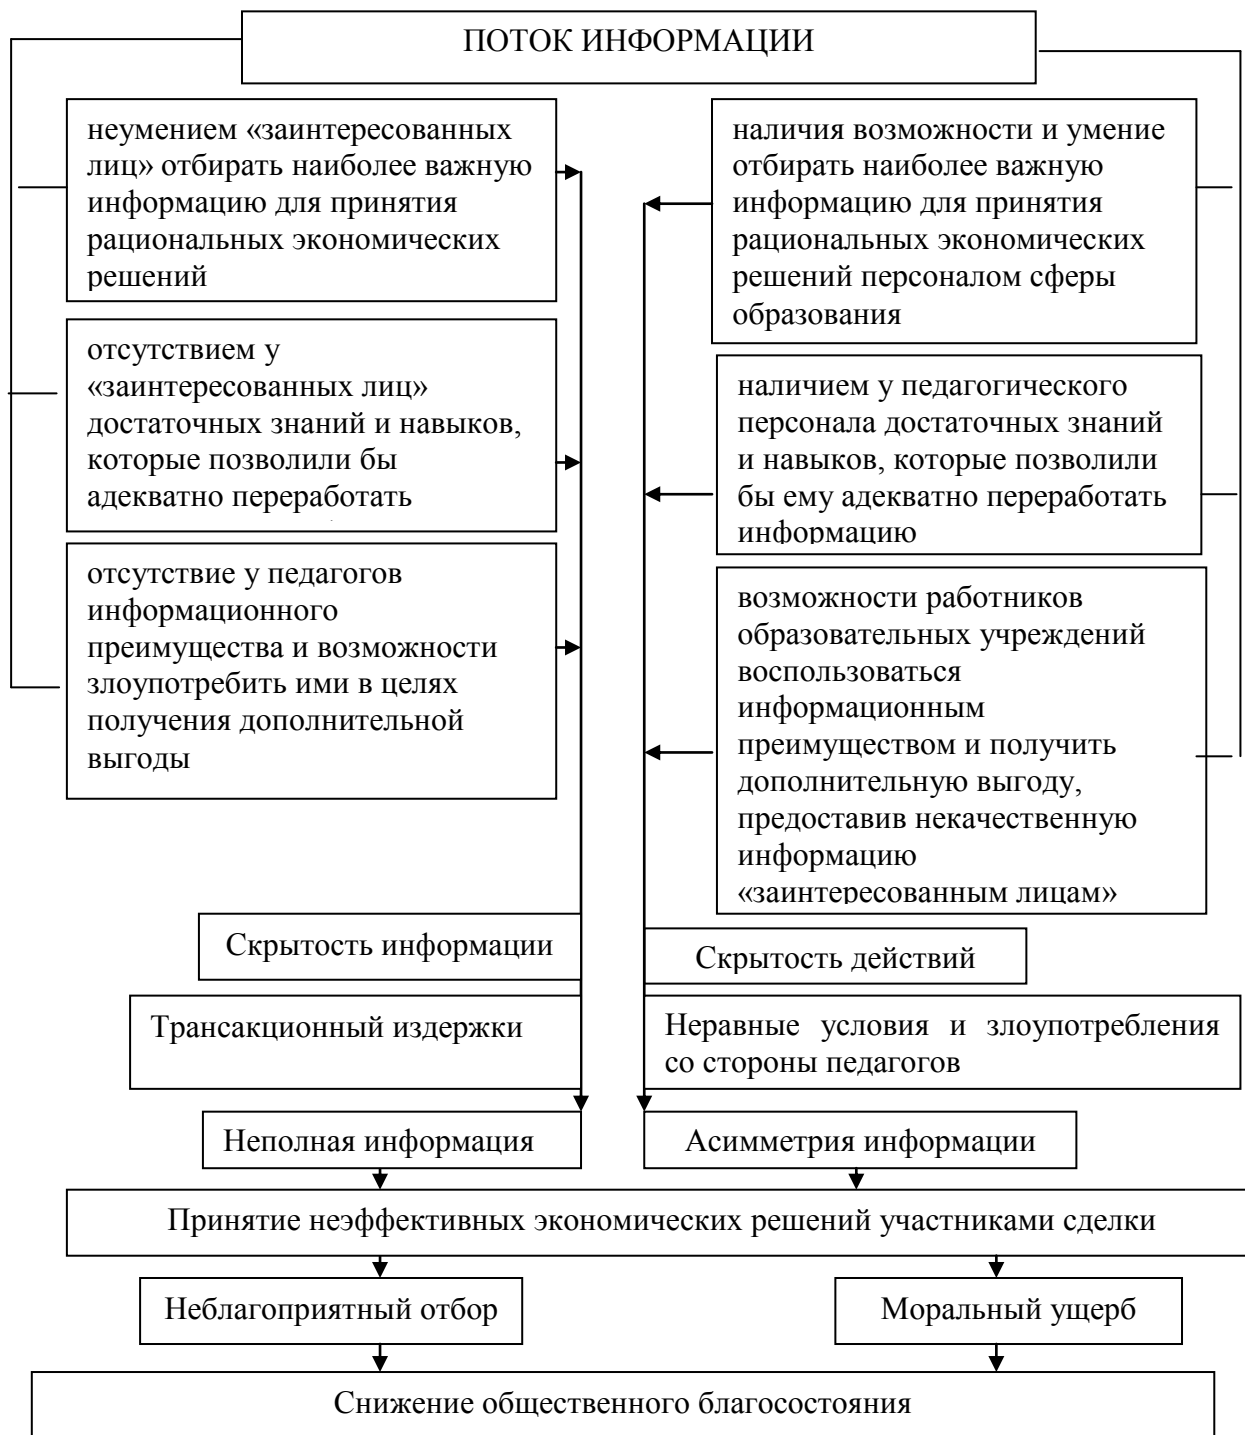 ПОТОК ИНФОРМАЦИИ
неумением «заинтересованных
лиц» отбирать наиболее важную
информацию для принятия
рациональных экономических
решений
отсутствием у
«заинтересованных лиц»
достаточных знаний и навыков,
которые позволили бы
адекватно переработать
отсутствие у педагогов
информационного
преимущества и возможности
злоупотребить ими в целях
получения дополнительной
выгоды
наличия возможности и умение
отбирать наиболее важную
информацию для принятия
рациональных экономических
решений персоналом сферы
образования
наличием у педагогического
персонала достаточных знаний
и навыков, которые позволили
бы ему адекватно переработать
информацию
возможности работников
образовательных учреждений
воспользоваться
информационным
преимуществом и получить
дополнительную выгоду,
предоставив некачественную
информацию
«заинтересованным лицам»
Скрытость информации
Скрытость действий
Трансакционный издержки
Неравные условия и злоупотребления
со стороны педагогов
Неполная информация
Асимметрия информации
Принятие неэффективных экономических решений участниками сделки
Неблагоприятный отбор
Моральный ущерб
Снижение общественного благосостояния